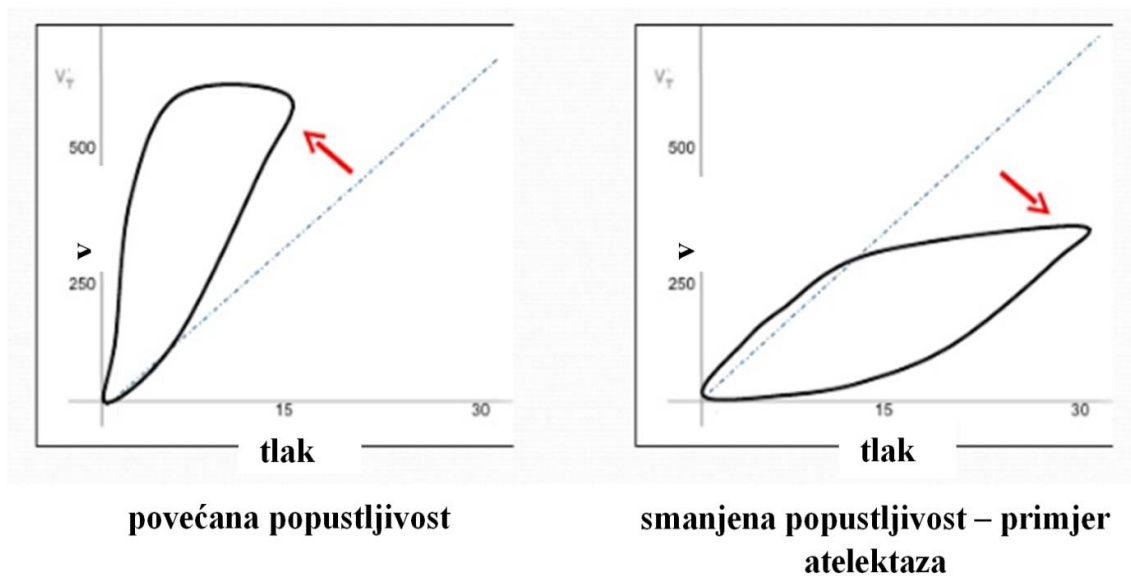 V̇T
500
V
250
15
30
tlak
povećana popustljivost
V̇T
500
V
250
15
30
tlak
smanjena popustljivost – primjer
atelektaza